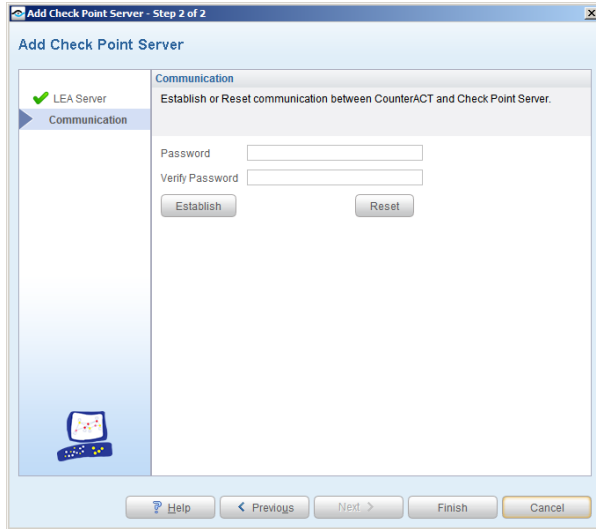 Add Check Point Server - Step 2 of 2
Add Check Point Server
LEA Server
Communication
Communication
Establish or Reset communication between CounterACT and Check Point Server.
Password
Verify Password
Establish Reset
Help Previous Next Finish Cancel